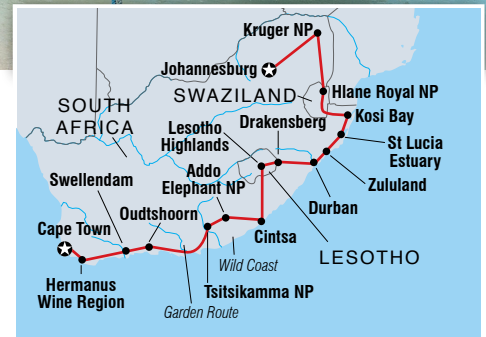 Kruger NP
Johannesburg
Hlane Royal NP
SWAZILAND
SOUTH
AFRICA
Kosi Bay
Drakensberg
Lesotho
Highlands
St Lucia
Estuary
Addo
Elephant NP
Zululand
Swellendam
Durban
Oudtshoorn
Cape Town
Cintsa
LESOTHO
Wild Coast
Hermanus
Wine Region
Tsitsikamma NP
Garden Route